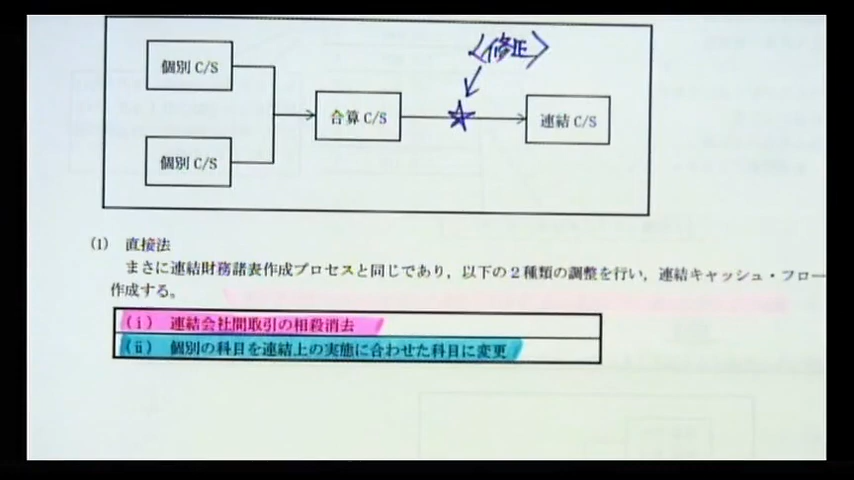 〈修正〉
個別 C/S
合算 C/S
連結 C/S
個別 C/S
(1) 直接法
まさに連結財務諸表作成プロセスと同じであり，以下の２種類の調整を行い，連結キャッシュ・フロー
作成する。
(ⅰ) 連結会社間取引の相殺消去
(ⅱ) 個別の科目を連結上の実態に合わせた科目に変更